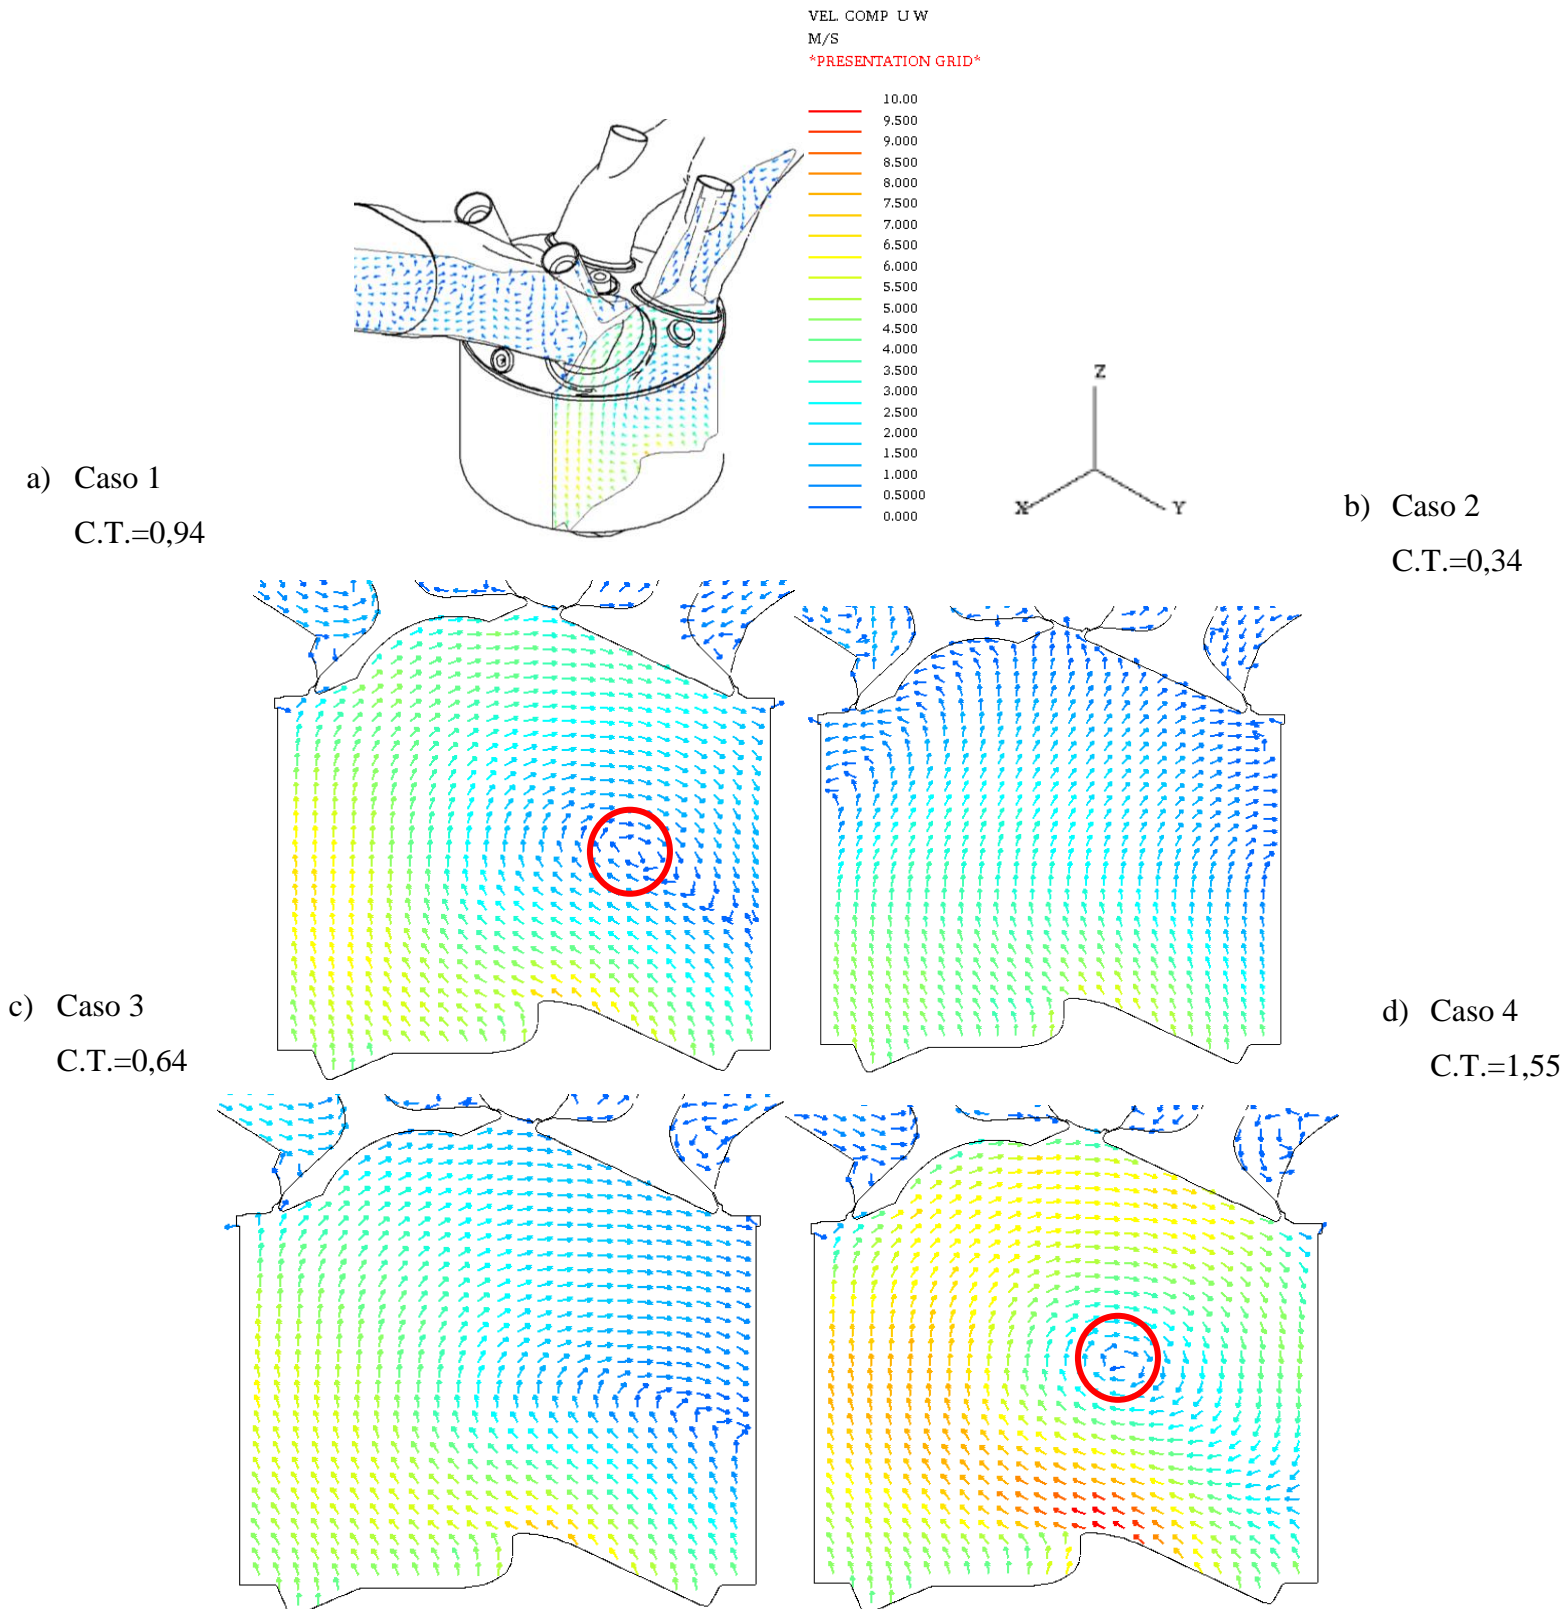 VEL. COMP U W
M/S
*PRESENTATION GRID*
10.00
9.500
9.000
8.500
8.000
7.500
7.000
6.500
6.000
5.500
5.000
4.500
4.000
3.500
3.000
2.500
2.000
1.500
1.000
0.5000
0.000
Z
X
Y
a) Caso 1
C.T.=0,94
b) Caso 2
C.T.=0,34
c) Caso 3
C.T.=0,64
d) Caso 4
C.T.=1,55